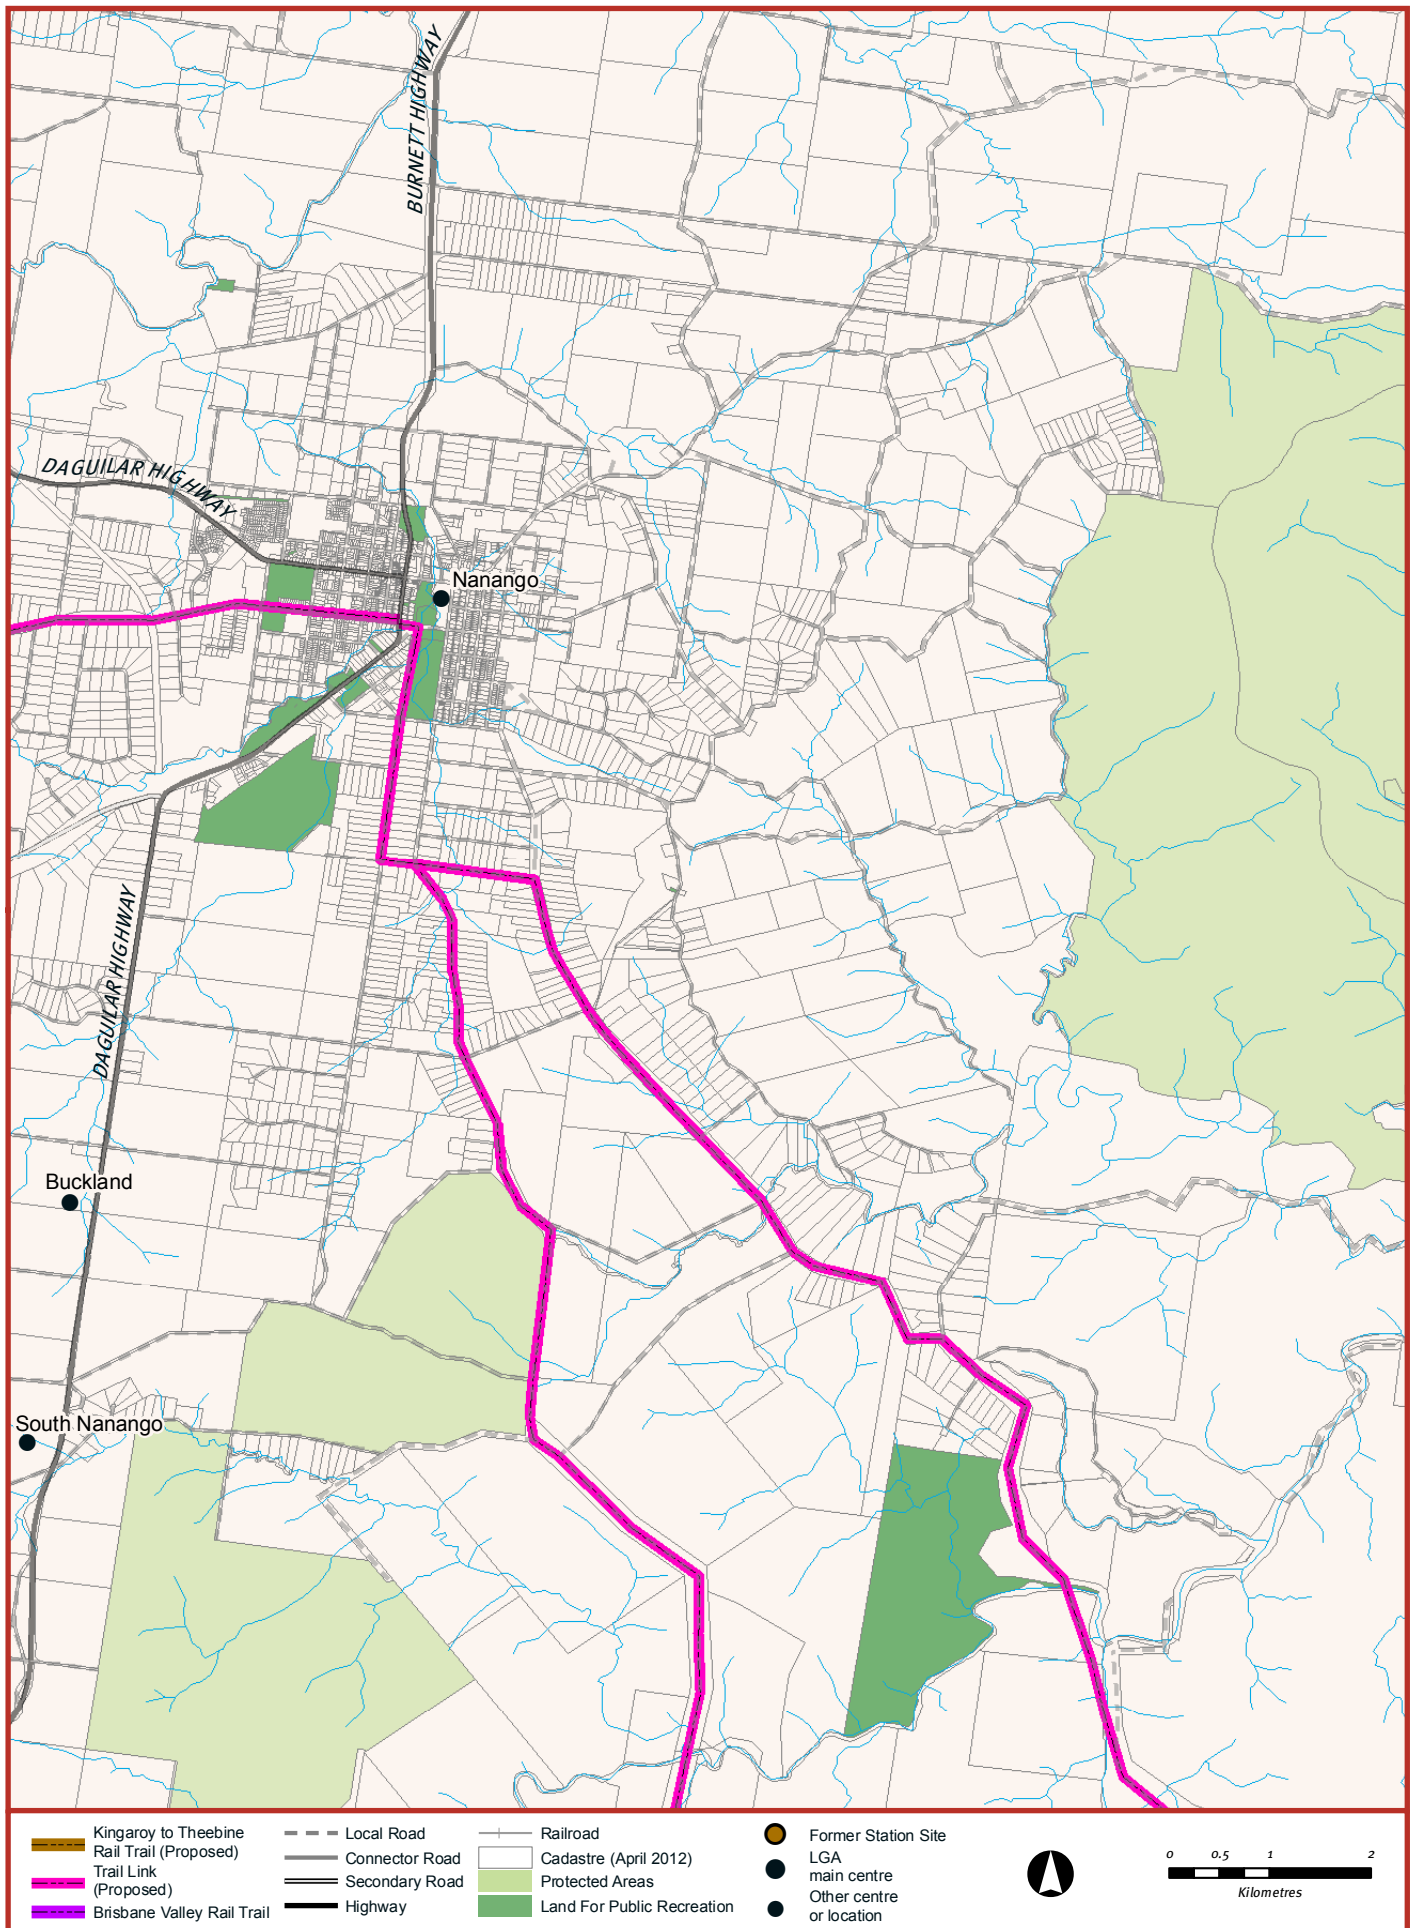 BURNETT HIGHWAY
DAGUILAR HIGHWAY
Nanango
DAGUILAR HIGHWAY
Buckland
South Nanango
Kingaroy to Theebine
Rail Trail (Proposed)
Trail Link
(Proposed)
Brisbane Valley Rail Trail
Local Road
Connector Road
Secondary Road
Highway
Railroad
Cadastre (April 2012)
Protected Areas
Land For Public Recreation
Former Station Site
LGA
main centre
Other centre
or location
0 0.5 1 2
Kilometres